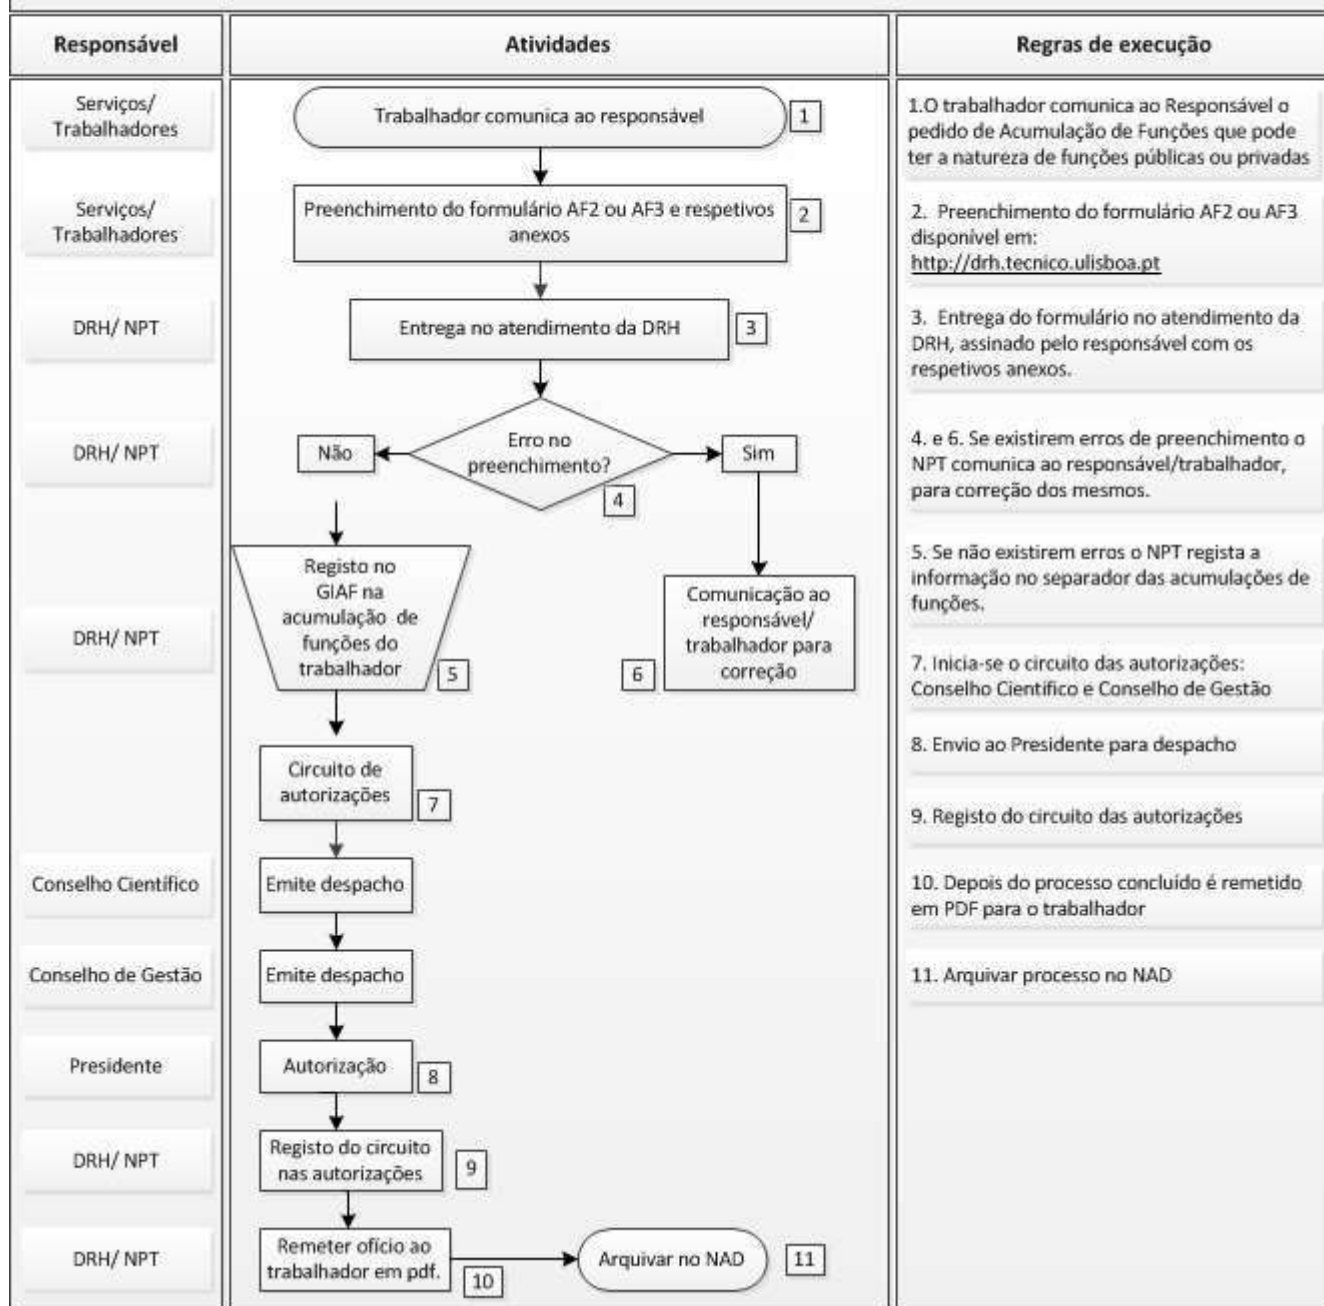 Responsável
Atividades
Regras de execução
Serviços/
Trabalhadores
Trabalhador comunica ao responsável
1
1.O trabalhador comunica ao Responsável o
pedido de Acumulação de Funções que pode
ter a natureza de funções públicas ou privadas
Serviços/
Trabalhadores
Preenchimento do formulário AF2 ou AF3 e respetivos
anexos
2
2. Preenchimento do formulário AF2 ou AF3
disponível em:
http://drh.tecnico.ulisboa.pt
DRH/ NPT
Entrega no atendimento da DRH
3
3. Entrega do formulário no atendimento da
DRH, assinado pelo responsável com os
respetivos anexos.
DRH/ NPT
Não
Erro no
preenchimento?
Sim
4
4. e 6. Se existirem erros de preenchimento o
NPT comunica ao responsável/trabalhador,
para correção dos mesmos.
DRH/ NPT
Registo no
GIAF na
acumulação de
funções do
trabalhador
5
Comunicação ao
responsável/
trabalhador para
correção
6
5. Se não existirem erros o NPT regista a
informação no separador das acumulações de
funções.
7. Inicia-se o circuito das autorizações:
Conselho Científico e Conselho de Gestão
Circuito de
autorizações
7
8. Envio ao Presidente para despacho
9. Registo do circuito das autorizações
Conselho Científico
Emite despacho
10. Depois do processo concluído é remetido
em PDF para o trabalhador
Conselho de Gestão
Emite despacho
11. Arquivar processo no NAD
Presidente
Autorização
8
DRH/ NPT
Registo do circuito
nas autorizações
9
DRH/ NPT
Remeter ofício ao
trabalhador em pdf.
10
Arquivar no NAD
11